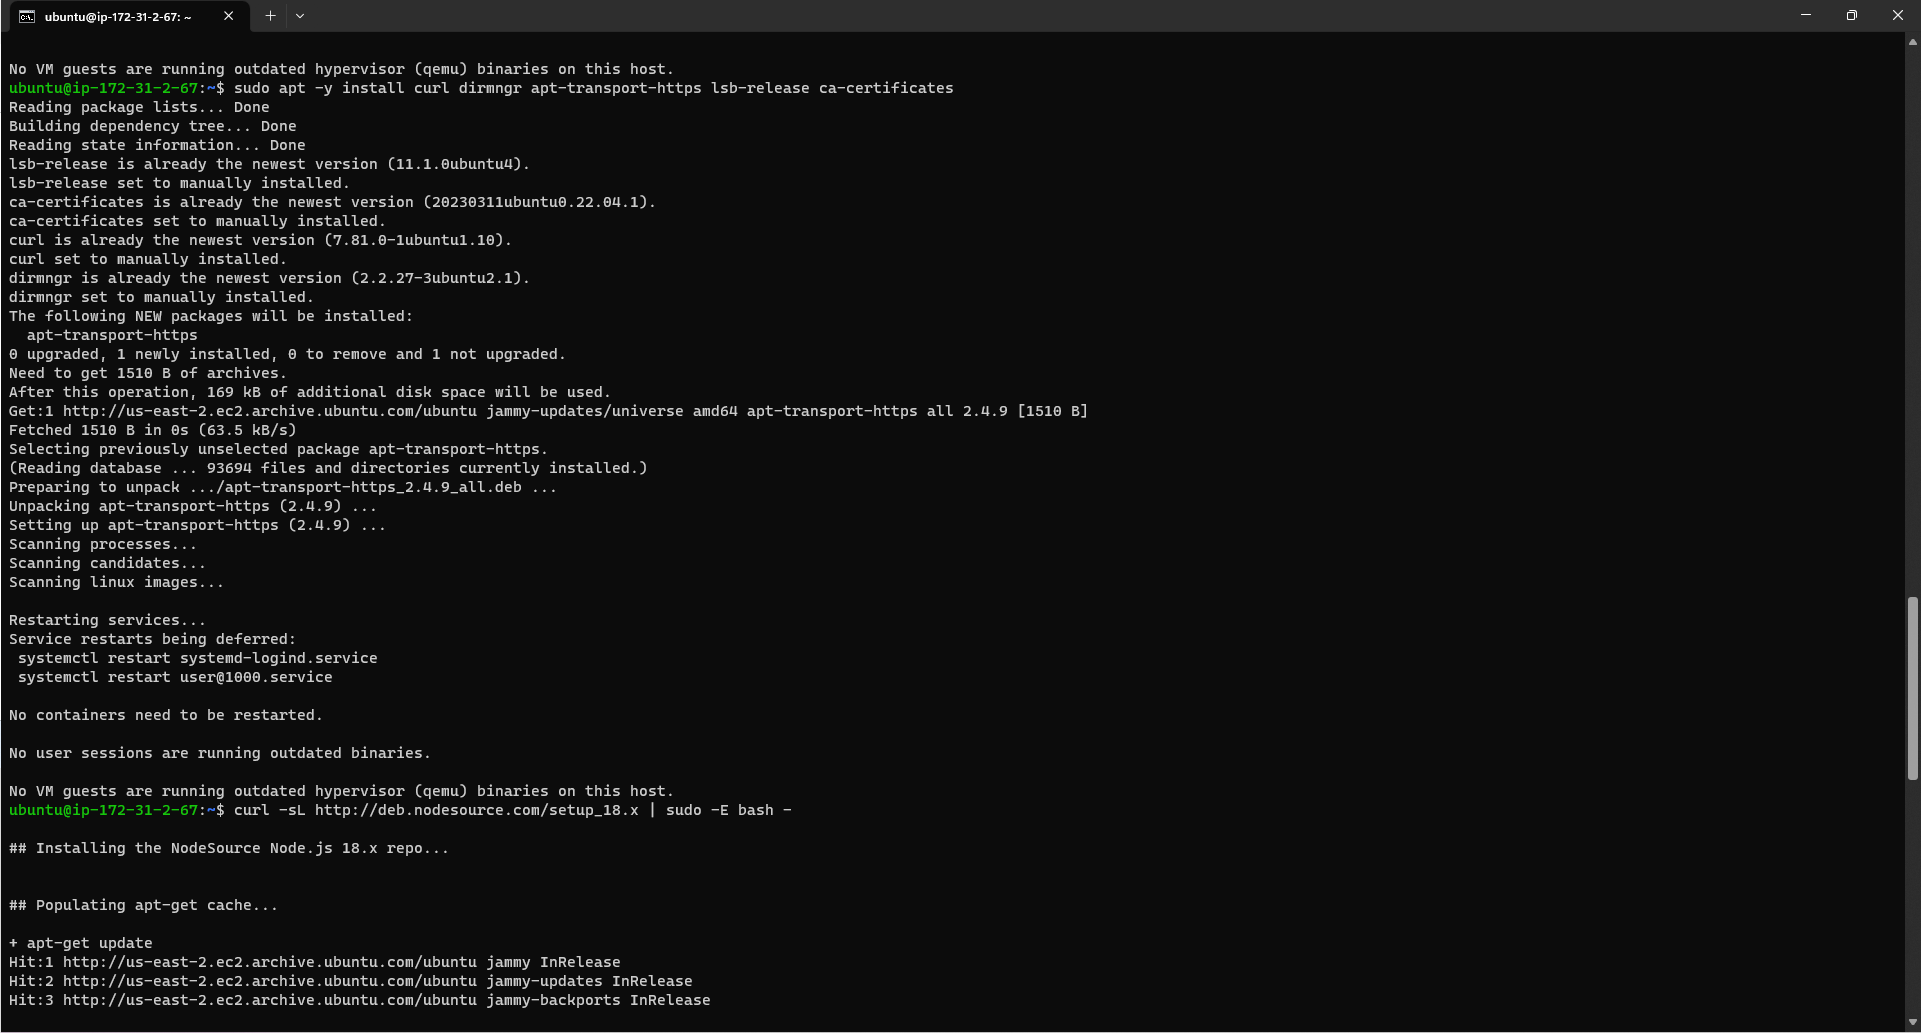 ubuntu@ip-172-31-2-67: ~
No VM guests are running outdated hypervisor (qemu) binaries on this host.
ubuntu@ip-172-31-2-67:~$ sudo apt -y install curl dirmngr apt-transport-https lsb-release ca-certificates
Reading package lists... Done
Building dependency tree... Done
Reading state information... Done
lsb-release is already the newest version (11.1.0ubuntu4).
lsb-release set to manually installed.
ca-certificates is already the newest version (20230311ubuntu0.22.04.1).
ca-certificates set to manually installed.
curl is already the newest version (7.81.0-1ubuntu1.10).
curl set to manually installed.
dirmngr is already the newest version (2.2.27-3ubuntu2.1).
dirmngr set to manually installed.
The following NEW packages will be installed:
  apt-transport-https
0 upgraded, 1 newly installed, 0 to remove and 1 not upgraded.
Need to get 1510 B of archives.
After this operation, 169 kB of additional disk space will be used.
Get:1 http://us-east-2.ec2.archive.ubuntu.com/ubuntu jammy-updates/universe amd64 apt-transport-https all 2.4.9 [1510 B]
Fetched 1510 B in 0s (63.5 kB/s)
Selecting previously unselected package apt-transport-https.
(Reading database ... 93694 files and directories currently installed.)
Preparing to unpack .../apt-transport-https_2.4.9_all.deb ...
Unpacking apt-transport-https (2.4.9) ...
Setting up apt-transport-https (2.4.9) ...
Scanning processes...
Scanning candidates...
Scanning linux images...
Restarting services...
Service restarts being deferred:
 systemctl restart systemd-logind.service
 systemctl restart user@1000.service
No containers need to be restarted.
No user sessions are running outdated binaries.
No VM guests are running outdated hypervisor (qemu) binaries on this host.
ubuntu@ip-172-31-2-67:~$ curl -sL http://deb.nodesource.com/setup_18.x | sudo -E bash -
## Installing the NodeSource Node.js 18.x repo...
## Populating apt-get cache...
+ apt-get update
Hit:1 http://us-east-2.ec2.archive.ubuntu.com/ubuntu jammy InRelease
Hit:2 http://us-east-2.ec2.archive.ubuntu.com/ubuntu jammy-updates InRelease
Hit:3 http://us-east-2.ec2.archive.ubuntu.com/ubuntu jammy-backports InRelease